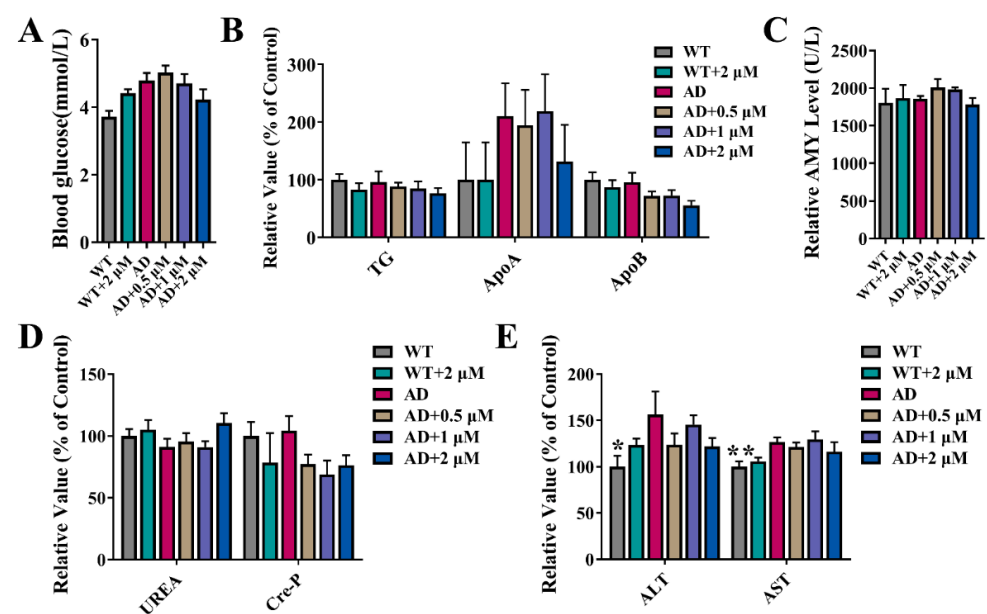 A
Blood glucose(mmol/L)
6
4
2
0
WT
WT+2 μM
AD
AD+0.5 μM
AD+1 μM
AD+2 μM
B
Relative Value (% of Control)
300
200
100
0
TG
ApoA
ApoB
WT
WT+2 μM
AD
AD+0.5 μM
AD+1 μM
AD+2 μM
C
Relative AMY Level (U/L)
2500
2000
1500
1000
500
0
WT
WT+2 μM
AD
AD+0.5 μM
AD+1 μM
AD+2 μM
D
Relative Value (% of Control)
150
100
50
0
UREA
Cre-P
WT
WT+2 μM
AD
AD+0.5 μM
AD+1 μM
AD+2 μM
E
Relative Value (% of Control)
200
150
100
50
0
*
**
ALT
AST
WT
WT+2 μM
AD
AD+0.5 μM
AD+1 μM
AD+2 μM